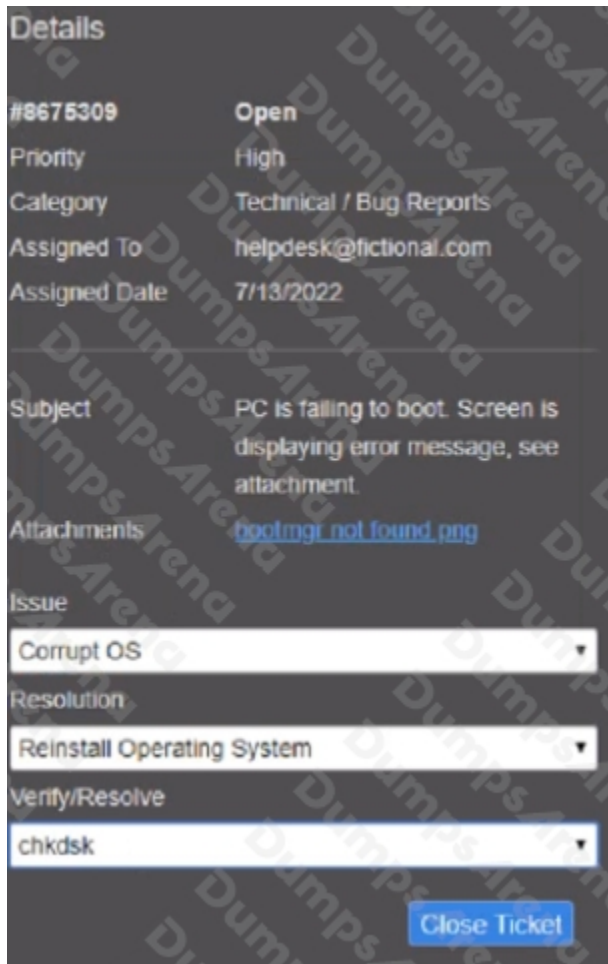 Details
#8675309 Open
Priority High
Category Technical / Bug Reports
Assigned To helpdesk@fictional.com
Assigned Date 7/13/2022
Subject PC is failing to boot. Screen is
displaying error message, see
attachment.
Attachments bootmgr not found.png
Issue
Corrupt OS
Resolution
Reinstall Operating System
Verify/Resolve
chkdsk
Close Ticket
DumpsArena